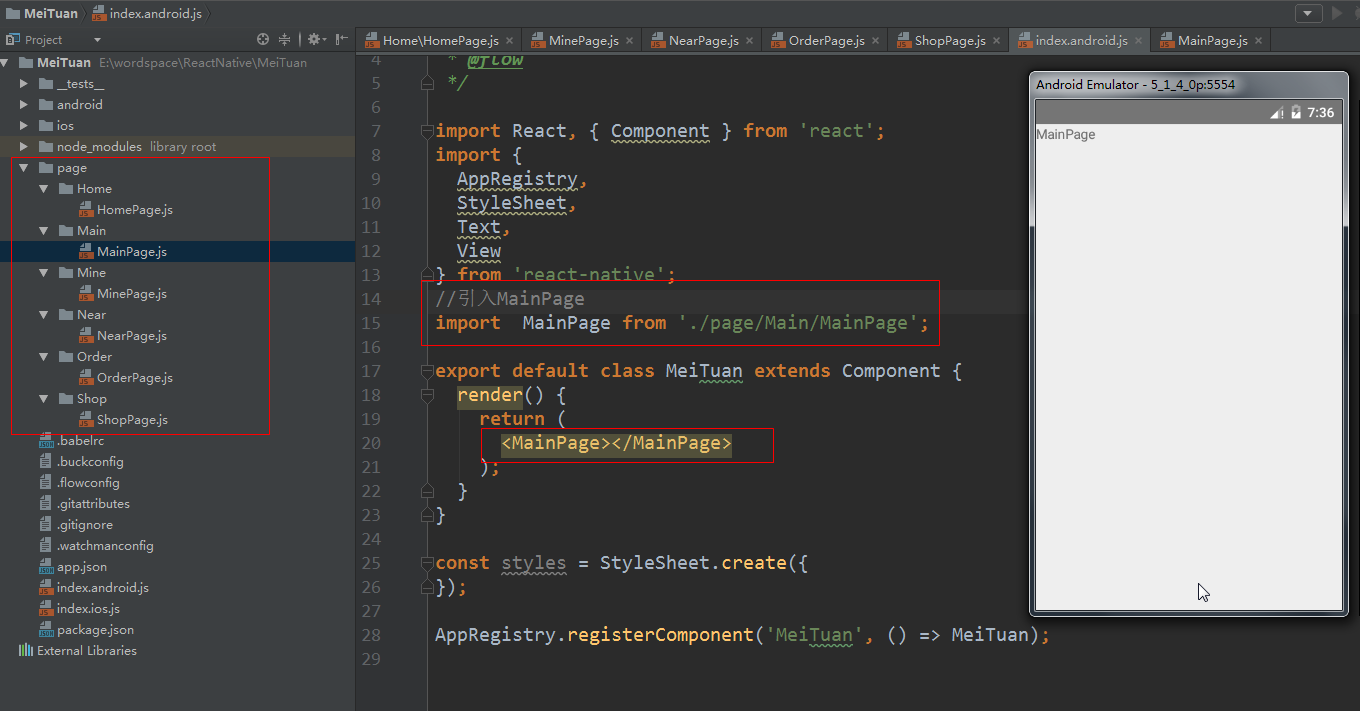 MeiTuan index.android.js
Project
Home\HomePage.js MinePage.js NearPage.js OrderPage.js ShopPage.js index.android.js MainPage.js
MeiTuan E:\wordspace\ReactNative\MeiTuan
__tests__
android
ios
node_modules library root
page
Home
HomePage.js
Main
MainPage.js
Mine
MinePage.js
Near
NearPage.js
Order
OrderPage.js
Shop
ShopPage.js
.babelrc
.buckconfig
.flowconfig
.gitattributes
.gitignore
.watchmanconfig
app.json
index.android.js
index.ios.js
package.json
External Libraries
4 * @flow
5 */
6
7 import React, { Component } from 'react';
8 import {
9 AppRegistry,
10 StyleSheet,
11 Text,
12 View
13 } from 'react-native';
14 //引入MainPage
15 import  MainPage from './page/Main/MainPage';
16
17 export default class MeiTuan extends Component {
18 render() {
19 return (
20 <MainPage></MainPage>
21 );
22 }
23 }
24
25 const styles = StyleSheet.create({
26 });
27
28 AppRegistry.registerComponent('MeiTuan', () => MeiTuan);
29
Android Emulator - 5_1_4_0p:5554
7:36
MainPage